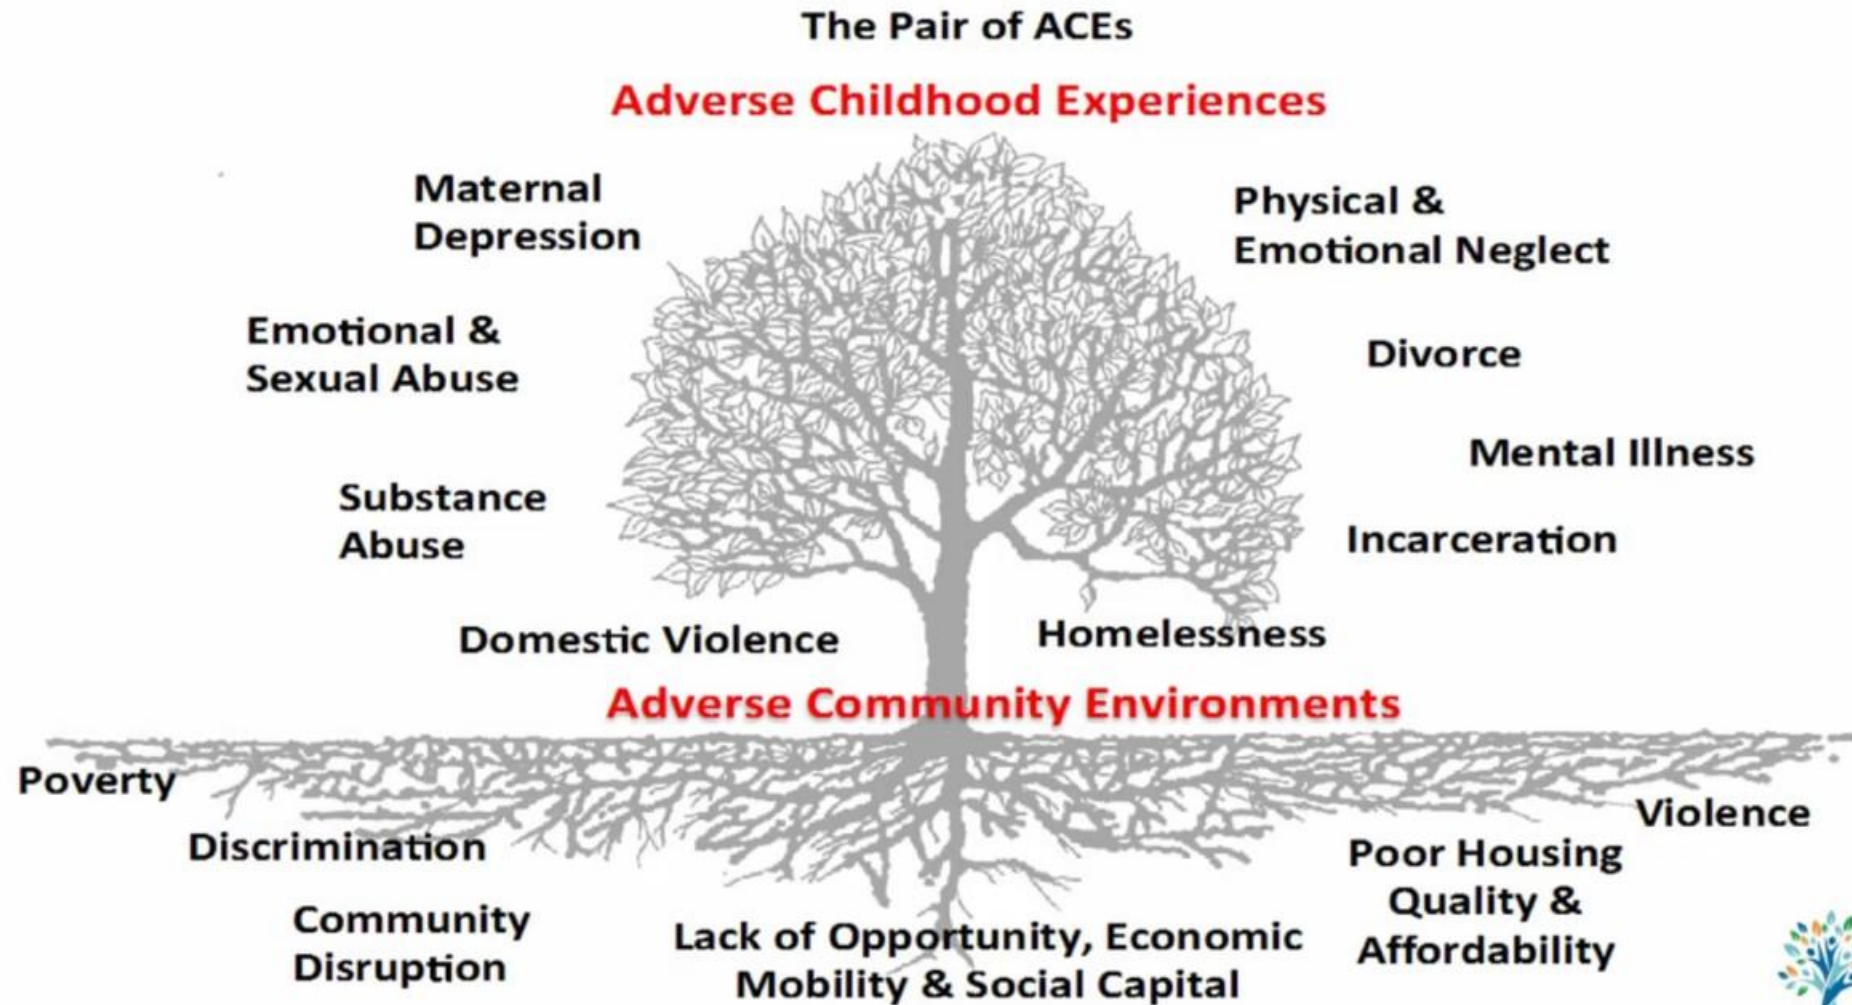 The Pair of ACEs
Adverse Childhood Experiences
Maternal
Depression
Physical &
Emotional Neglect
Emotional &
Sexual Abuse
Divorce
Mental Illness
Substance
Abuse
Incarceration
Domestic Violence
Homelessness
Adverse Community Environments
Poverty
Violence
Discrimination
Poor Housing
Quality &
Affordability
Community
Disruption
Lack of Opportunity, Economic
Mobility & Social Capital